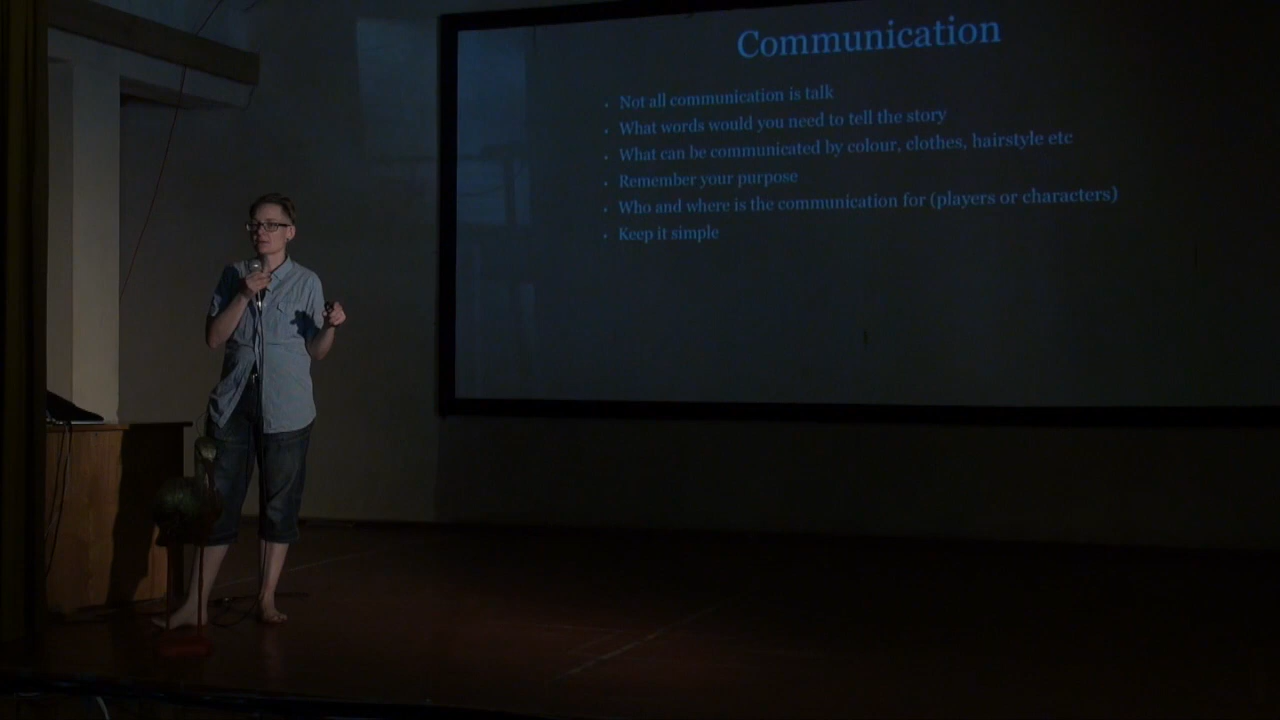 Communication
• Not all communication is talk
• What words would you need to tell the story
• What can be communicated by colour, clothes, hairstyle etc
• Remember your purpose
• Who and where is the communication for (players or characters)
• Keep it simple